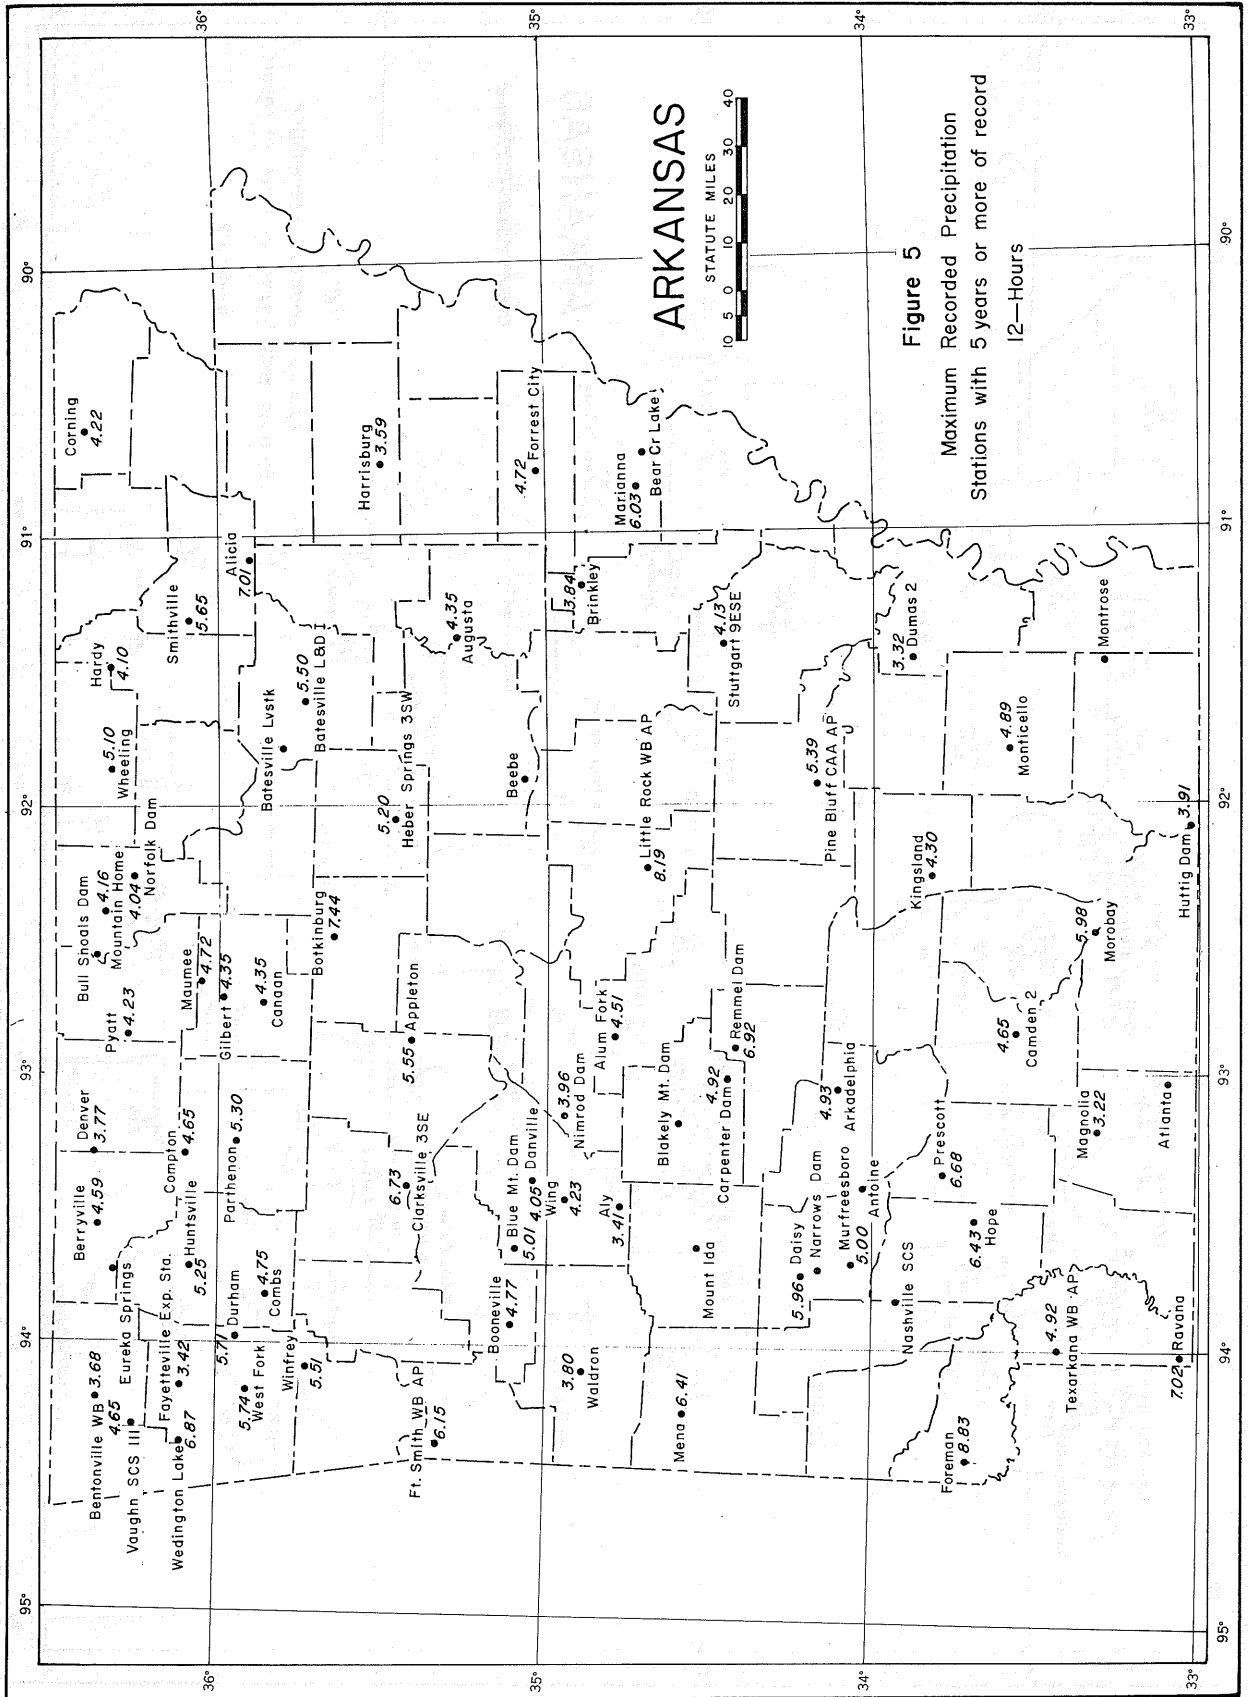 95°
94°
93°
92°
91°
90°
36°
36°
35°
35°
34°
34°
33°
33°
95°
94°
93°
92°
91°
90°
ARKANSAS
STATUTE MILES
10 5 0 10 20 30 40
Figure 5
Maximum Recorded Precipitation
Stations with 5 years or more of record
12—Hours
Bentonville WB 3.68
4.65
Vaughn SCS III
Eureka Springs
Berryville
4.59
Denver
3.77
Pyatt
4.23
Bull Shoals Dam
4.16
Mountain Home
4.04
Norfolk Dam
5.10
Wheeling
Hardy
4.10
Corning
4.22
Wedington Lake
6.87
Fayetteville Exp. Sta.
3.42
Huntsville
5.25
Compton
4.65
Maumee
4.72
Gilbert 4.35
4.35
Canaan
Smithville
5.65
Alicia
7.01
5.74
West Fork
5.71
Durham
4.75
Combs
Parthenon 5.30
Winfrey
5.51
Batesville Lvstk
5.50
Batesville L&D I
Botkinburg
7.44
Harrisburg
3.59
Ft. Smith WB AP
6.15
6.73
Clarksville 3SE
5.55 Appleton
5.20
Heber Springs 3SW
4.35
Augusta
Booneville
4.77
Blue Mt. Dam
5.01
4.05 Danville
Wing
4.23
3.96
Nimrod Dam
Beebe
4.72
Forrest City
3.80
Waldron
Aly
3.41
Alum Fork
4.51
3.84
Brinkley
Marianna
6.03
Bear Cr Lake
Mena 6.41
Mount Ida
Blakely Mt. Dam
4.92
Carpenter Dam
Remmel Dam
6.92
Little Rock WB AP
8.19
4.13
Stuttgart 9ESE
5.96 Daisy
Narrows Dam
Murfreesboro
5.00
Antoine
4.93
Arkadelphia
5.39
Pine Bluff CAA AP
3.32
Dumas 2
Nashville SCS
Foreman
8.83
6.43
Hope
Prescott
6.68
Kingsland
4.30
4.65
Camden 2
4.89
Monticello
Montrose
Texarkana WB AP
4.92
Magnolia
3.22
5.98
Morobay
7.02 Ravana
Atlanta
Huttig Dam 3.91